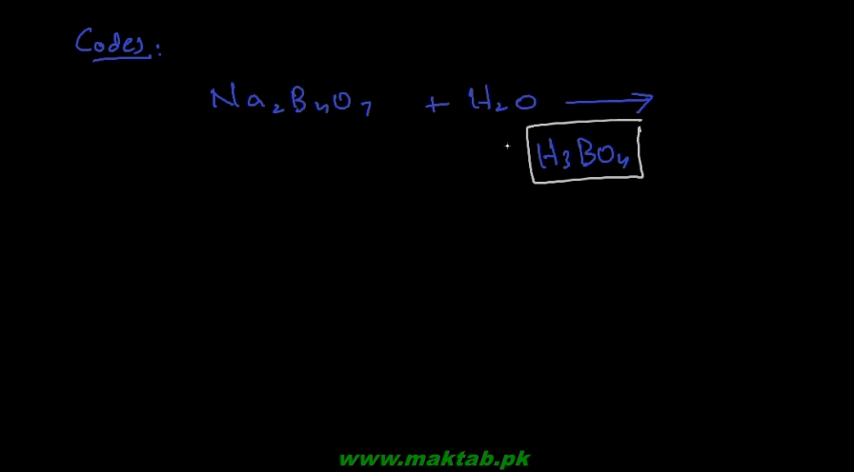 Codes:
Na₂B₄O₇ + H₂O ⟶
H₃BO₄
www.maktab.pk